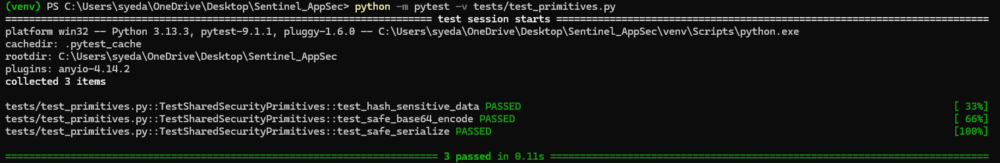 (venv) PS C:\Users\syeda\OneDrive\Desktop\Sentinel_AppSec> python -m pytest -v tests/test_primitives.py
============================================================================ test session starts ============================================================================
platform win32 -- Python 3.13.3, pytest-9.1.1, pluggy-1.6.0 -- C:\Users\syeda\OneDrive\Desktop\Sentinel_AppSec\venv\Scripts\python.exe
cachedir: .pytest_cache
rootdir: C:\Users\syeda\OneDrive\Desktop\Sentinel_AppSec
plugins: anyio-4.14.2
collected 3 items
tests/test_primitives.py::TestSharedSecurityPrimitives::test_hash_sensitive_data PASSED [ 33%]
tests/test_primitives.py::TestSharedSecurityPrimitives::test_safe_base64_encode PASSED [ 66%]
tests/test_primitives.py::TestSharedSecurityPrimitives::test_safe_serialize PASSED [100%]
============================================================================= 3 passed in 0.11s =============================================================================